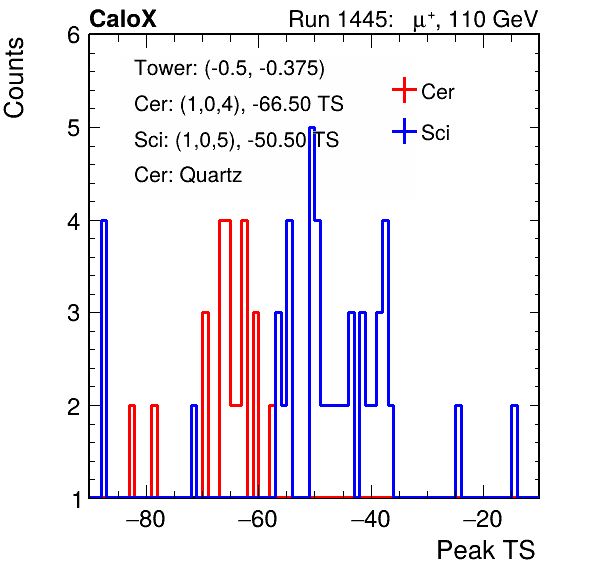 CaloX Run 1445: μ⁺, 110 GeV
Counts
Tower: (-0.5, -0.375)
Cer: (1,0,4), -66.50 TS
Sci: (1,0,5), -50.50 TS
Cer: Quartz
Cer
Sci
6
5
4
3
2
1
−80 −60 −40 −20
Peak TS